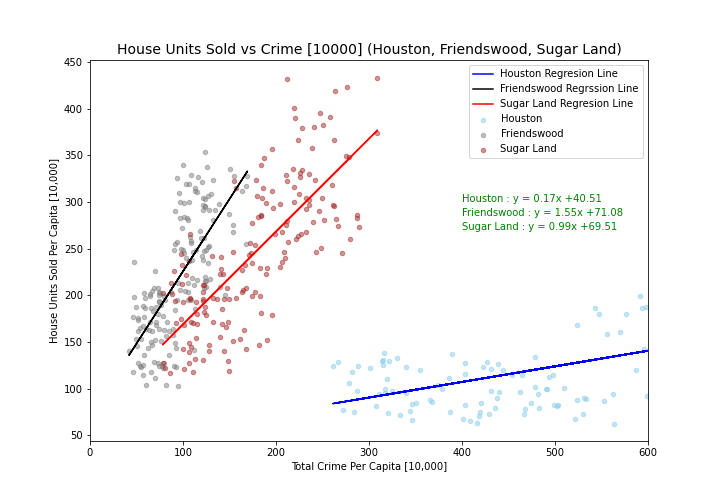 House Units Sold vs Crime [10000] (Houston, Friendswood, Sugar Land)
450
400
350
300
250
200
150
100
50
House Units Sold Per Capita [10,000]
Houston Regresion Line
Friendswood Regrssion Line
Sugar Land Regresion Line
Houston
Friendswood
Sugar Land
Houston : y = 0.17x +40.51
Friendswood : y = 1.55x +71.08
Sugar Land : y = 0.99x +69.51
0 100 200 300 400 500 600
Total Crime Per Capita [10,000]